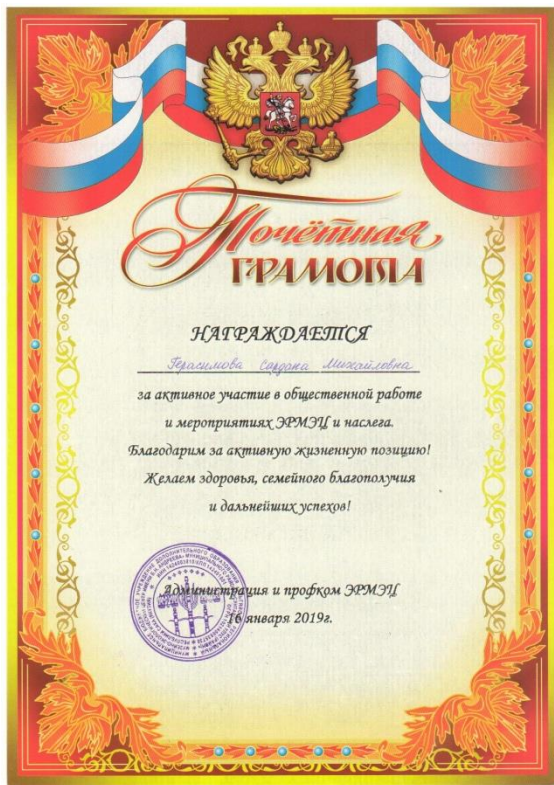 Почётная
ГРАМОТА
НАГРАЖДАЕТСЯ
Герасимова Сардана Михайловна
за активное участие в общественной работе
и мероприятиях ЭРМЭЦ и наслега.
Благодарим за активную жизненную позицию!
Желаем здоровья, семейного благополучия
и дальнейших успехов!
Администрация и профком ЭРМЭЦ
16 января 2019г.